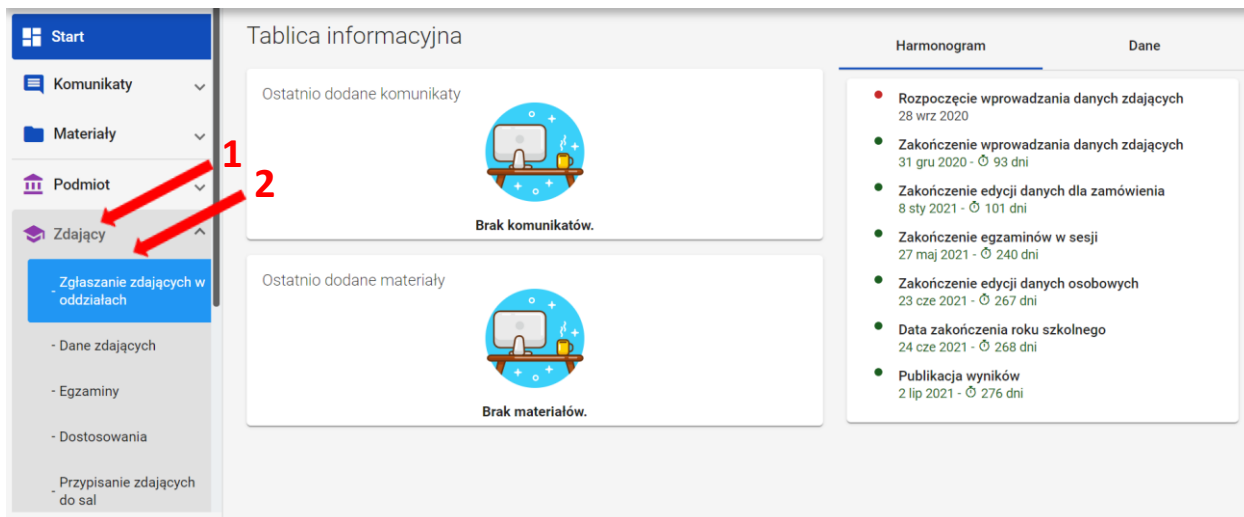 Start
Komunikaty
Materiały
Podmiot
Zdający
- Zgłaszanie zdających w
oddziałach
- Dane zdających
- Egzaminy
- Dostosowania
- Przypisanie zdających
do sal
1
2
Tablica informacyjna
Ostatnio dodane komunikaty
Brak komunikatów.
Ostatnio dodane materiały
Brak materiałów.
Harmonogram
Dane
Rozpoczęcie wprowadzania danych zdających
28 wrz 2020
Zakończenie wprowadzania danych zdających
31 gru 2020 - ⏱ 93 dni
Zakończenie edycji danych dla zamówienia
8 sty 2021 - ⏱ 101 dni
Zakończenie egzaminów w sesji
27 maj 2021 - ⏱ 240 dni
Zakończenie edycji danych osobowych
23 cze 2021 - ⏱ 267 dni
Data zakończenia roku szkolnego
24 cze 2021 - ⏱ 268 dni
Publikacja wyników
2 lip 2021 - ⏱ 276 dni